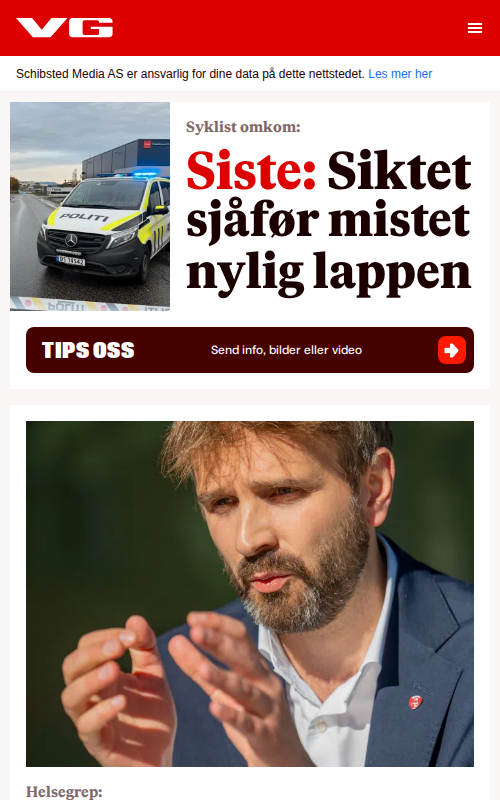 VG
Schibsted Media AS er ansvarlig for dine data på dette nettstedet. Les mer her
Syklist omkom:
Siste: Siktet
sjåfør mistet
nylig lappen
POLITI
TIPS OSS
Send info, bilder eller video
Helsegrep: